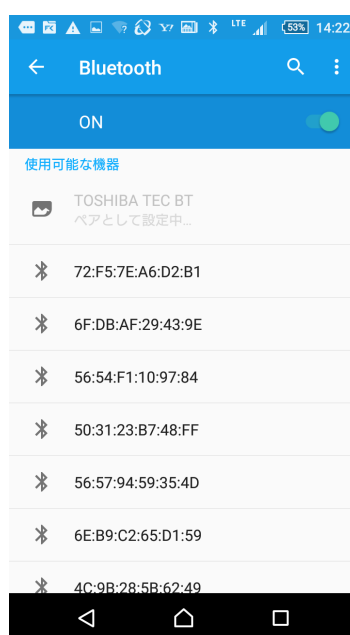 LTE 53% 14:22
Bluetooth
ON
使用可能な機器
TOSHIBA TEC BT
ペアとして設定中...
72:F5:7E:A6:D2:B1
6F:DB:AF:29:43:9E
56:54:F1:10:97:84
50:31:23:B7:48:FF
56:57:94:59:35:4D
6E:B9:C2:65:D1:59
4C:9B:28:5B:62:49